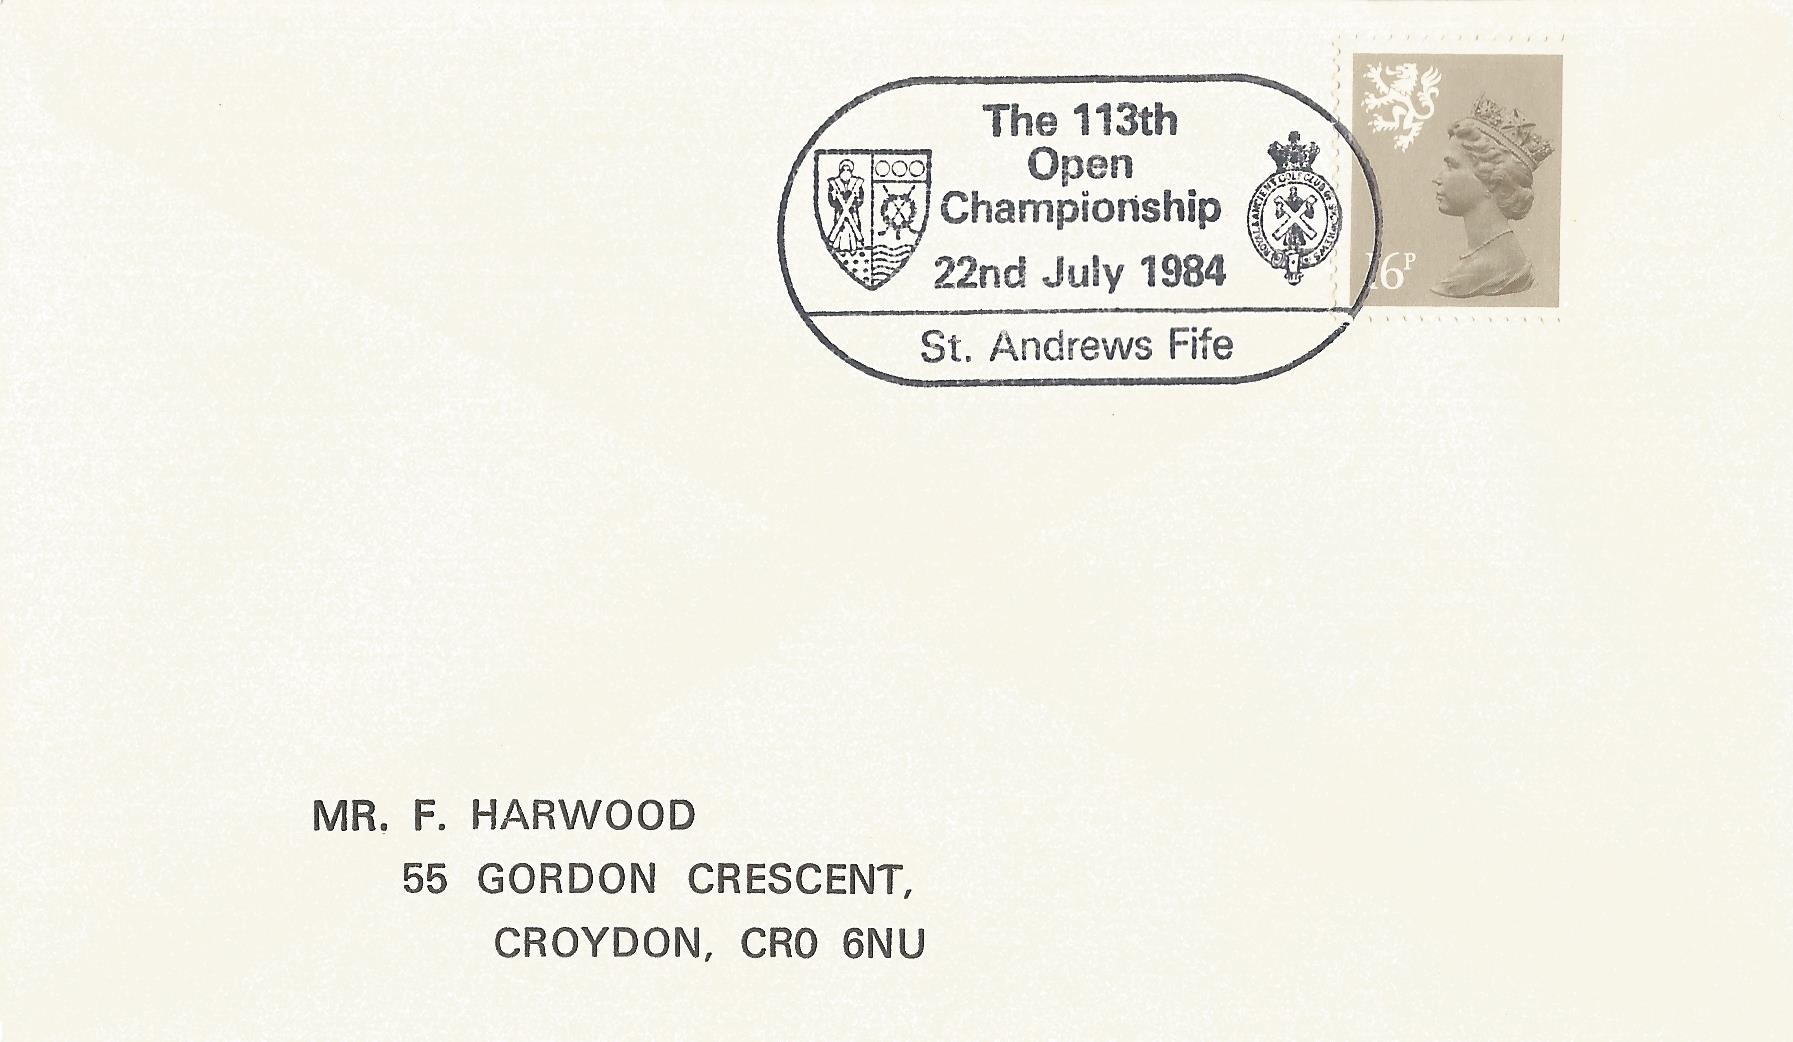 The 113th
Open
Championship
22nd July 1984
St. Andrews Fife
16P
MR. F. HARWOOD
55 GORDON CRESCENT,
CROYDON, CR0 6NU